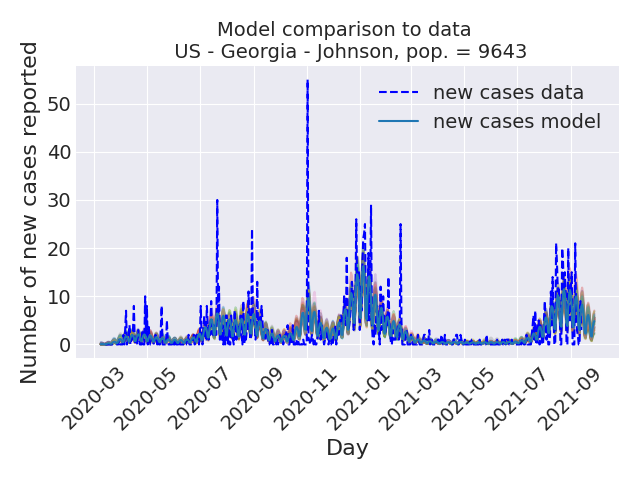 Model comparison to data
US - Georgia - Johnson, pop. = 9643
new cases data
new cases model
Number of new cases reported
50
40
30
20
10
0
2020-03
2020-05
2020-07
2020-09
2020-11
2021-01
2021-03
2021-05
2021-07
2021-09
Day